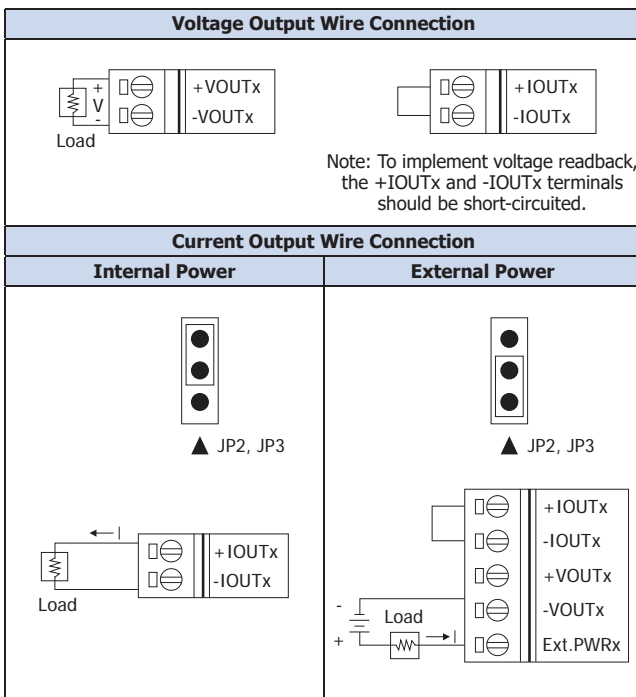 Voltage Output Wire Connection
+
V
-
Load
+VOUTx
-VOUTx
+IOUTx
-IOUTx
Note: To implement voltage readback,
the +IOUTx and -IOUTx terminals
should be short-circuited.
Current Output Wire Connection
Internal Power
External Power
JP2, JP3
JP2, JP3
I
Load
+IOUTx
-IOUTx
-
+
Load
I
+IOUTx
-IOUTx
+VOUTx
-VOUTx
Ext.PWRx